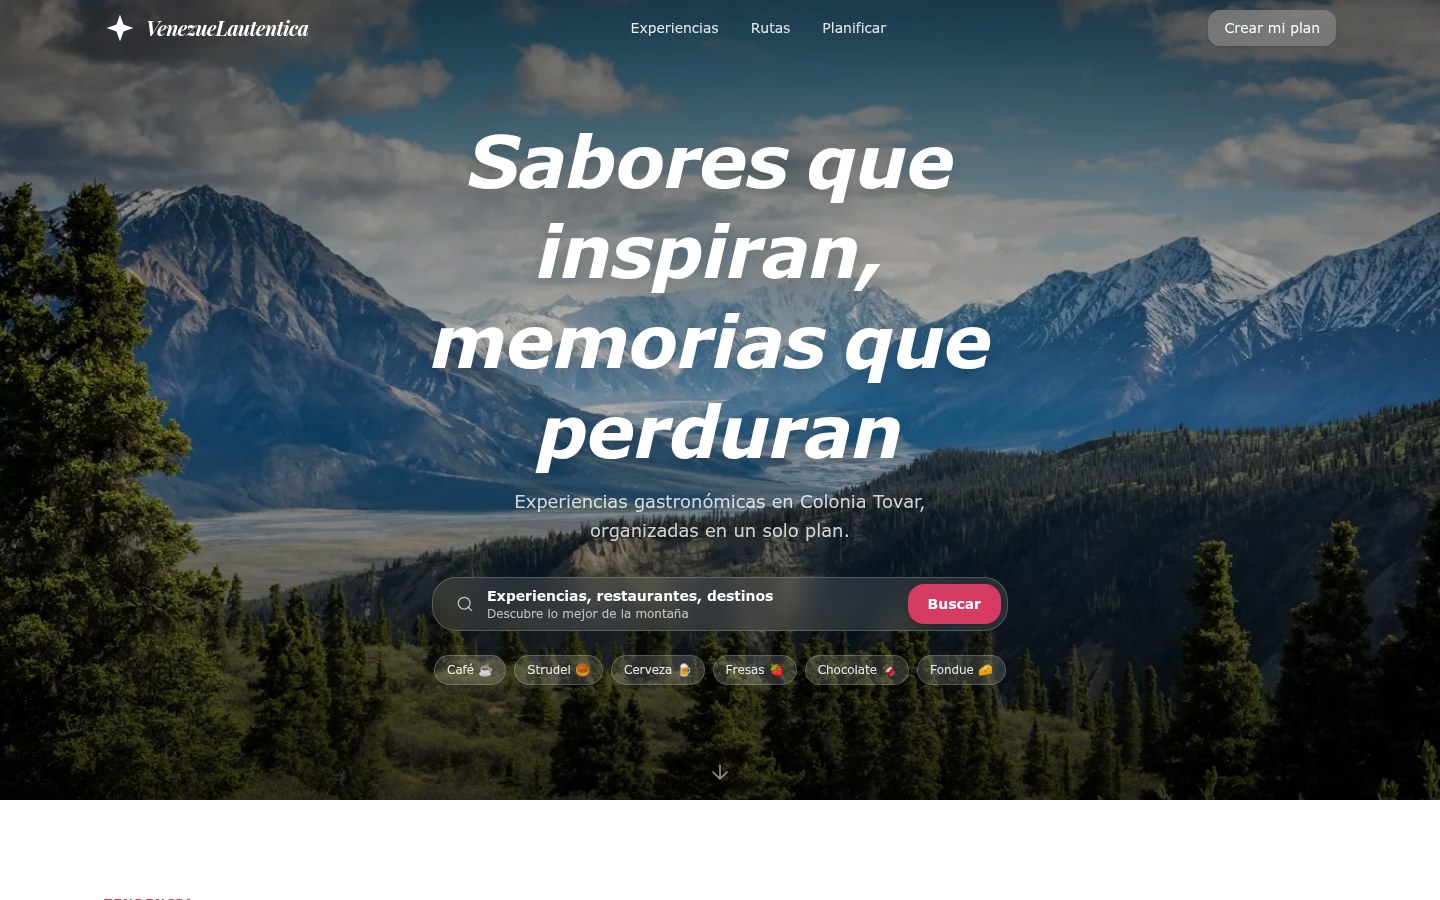 VenezueLautentica
Experiencias
Rutas
Planificar
Crear mi plan
Sabores que
inspiran,
memorias que
perduran
Experiencias gastronómicas en Colonia Tovar,
organizadas en un solo plan.
Experiencias, restaurantes, destinos
Descubre lo mejor de la montaña
Buscar
Café ☕
Strudel 🥮
Cerveza 🍺
Fresas 🍓
Chocolate 🍫
Fondue 🧀